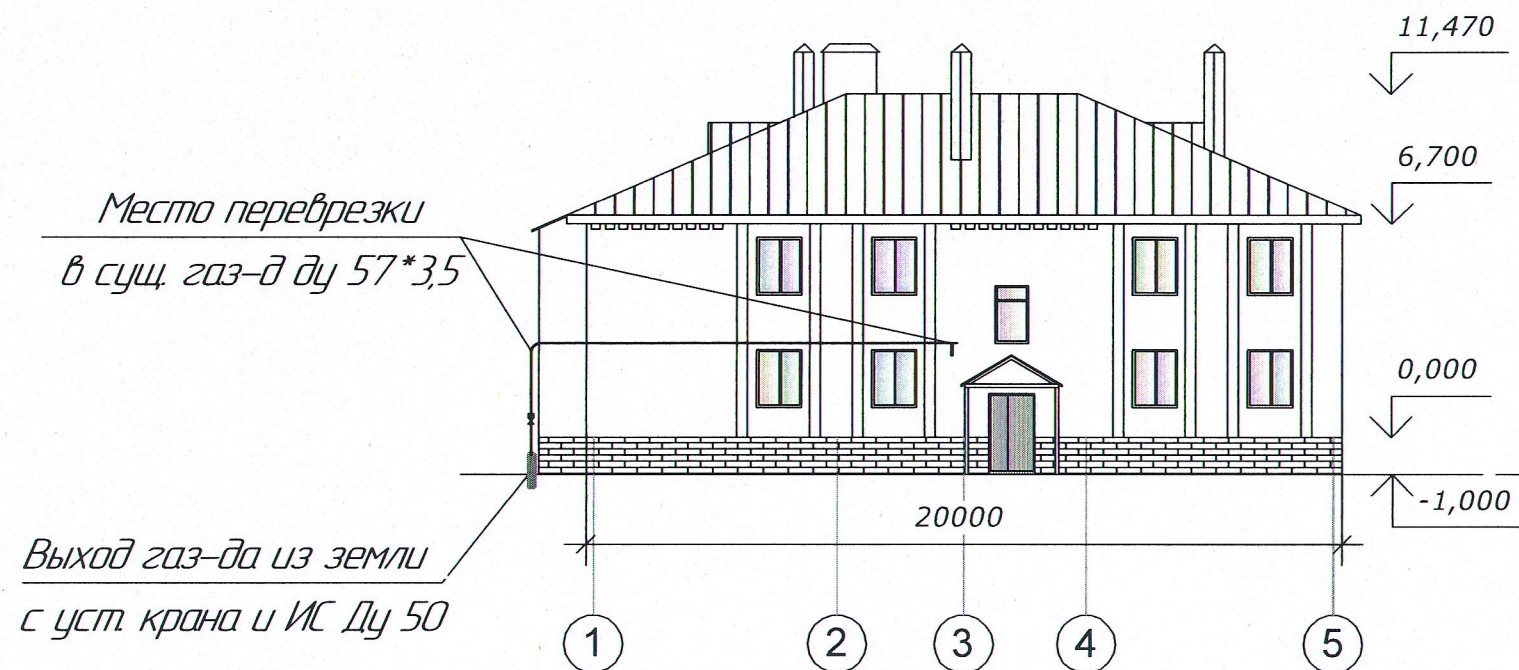 11,470
6,700
Место переврезки
в сущ. газ-д ду 57*3,5
0,000
-1,000
20000
Выход газ-да из земли
с уст. крана и ИС Ду 50
1 2 3 4 5